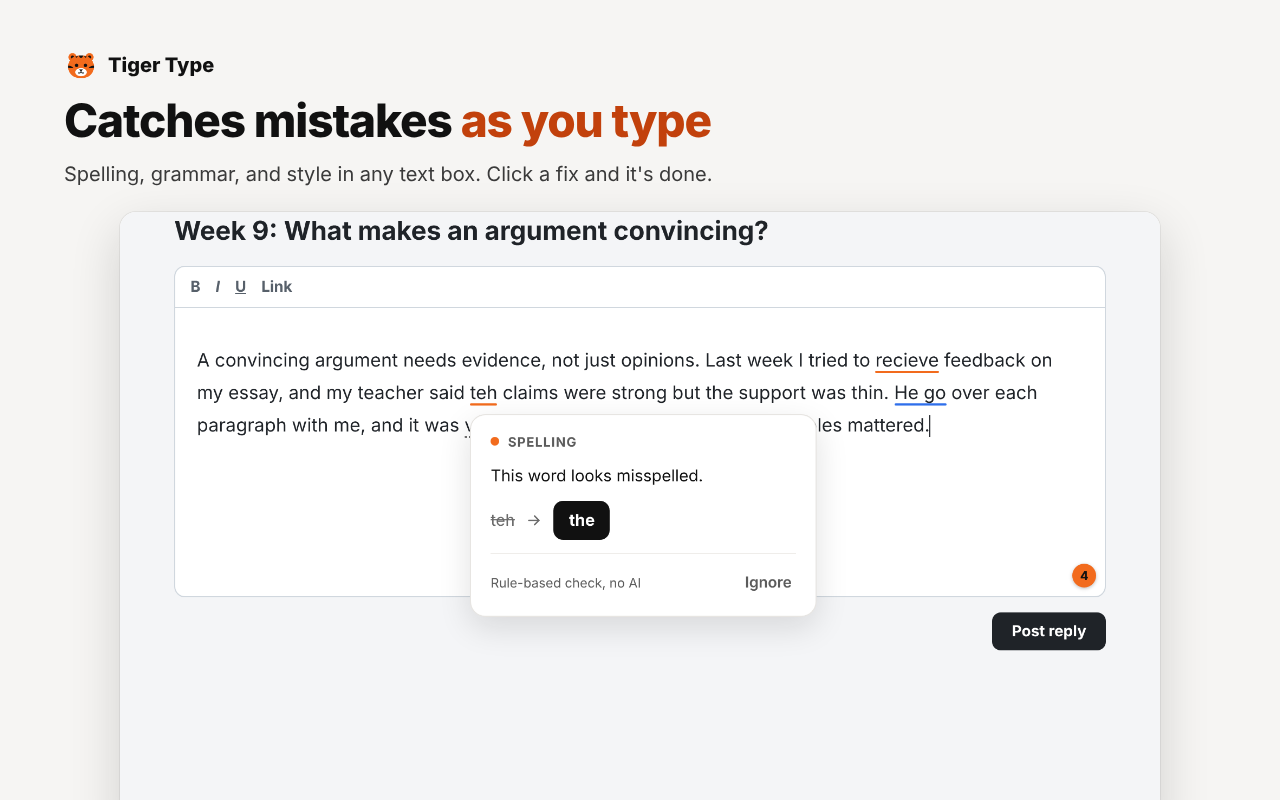 Tiger Type
Catches mistakes as you type
Spelling, grammar, and style in any text box. Click a fix and it's done.
Week 9: What makes an argument convincing?
B I U Link
A convincing argument needs evidence, not just opinions. Last week I tried to recieve feedback on
my essay, and my teacher said teh claims were strong but the support was thin. He go over each
paragraph with me, and it was mattered.
SPELLING
This word looks misspelled.
teh → the
Rule-based check, no AI Ignore
4
Post reply